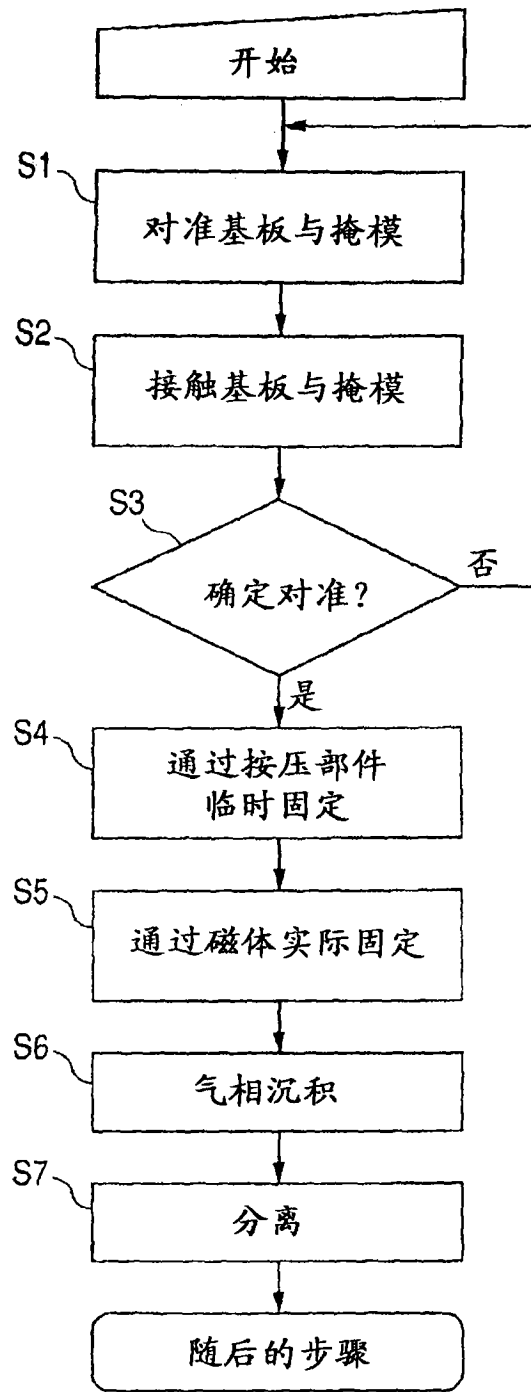 开始
S1
对准基板与掩模
S2
接触基板与掩模
S3
确定对准?
否
是
S4
通过按压部件
临时固定
S5
通过磁体实际固定
S6
气相沉积
S7
分离
随后的步骤